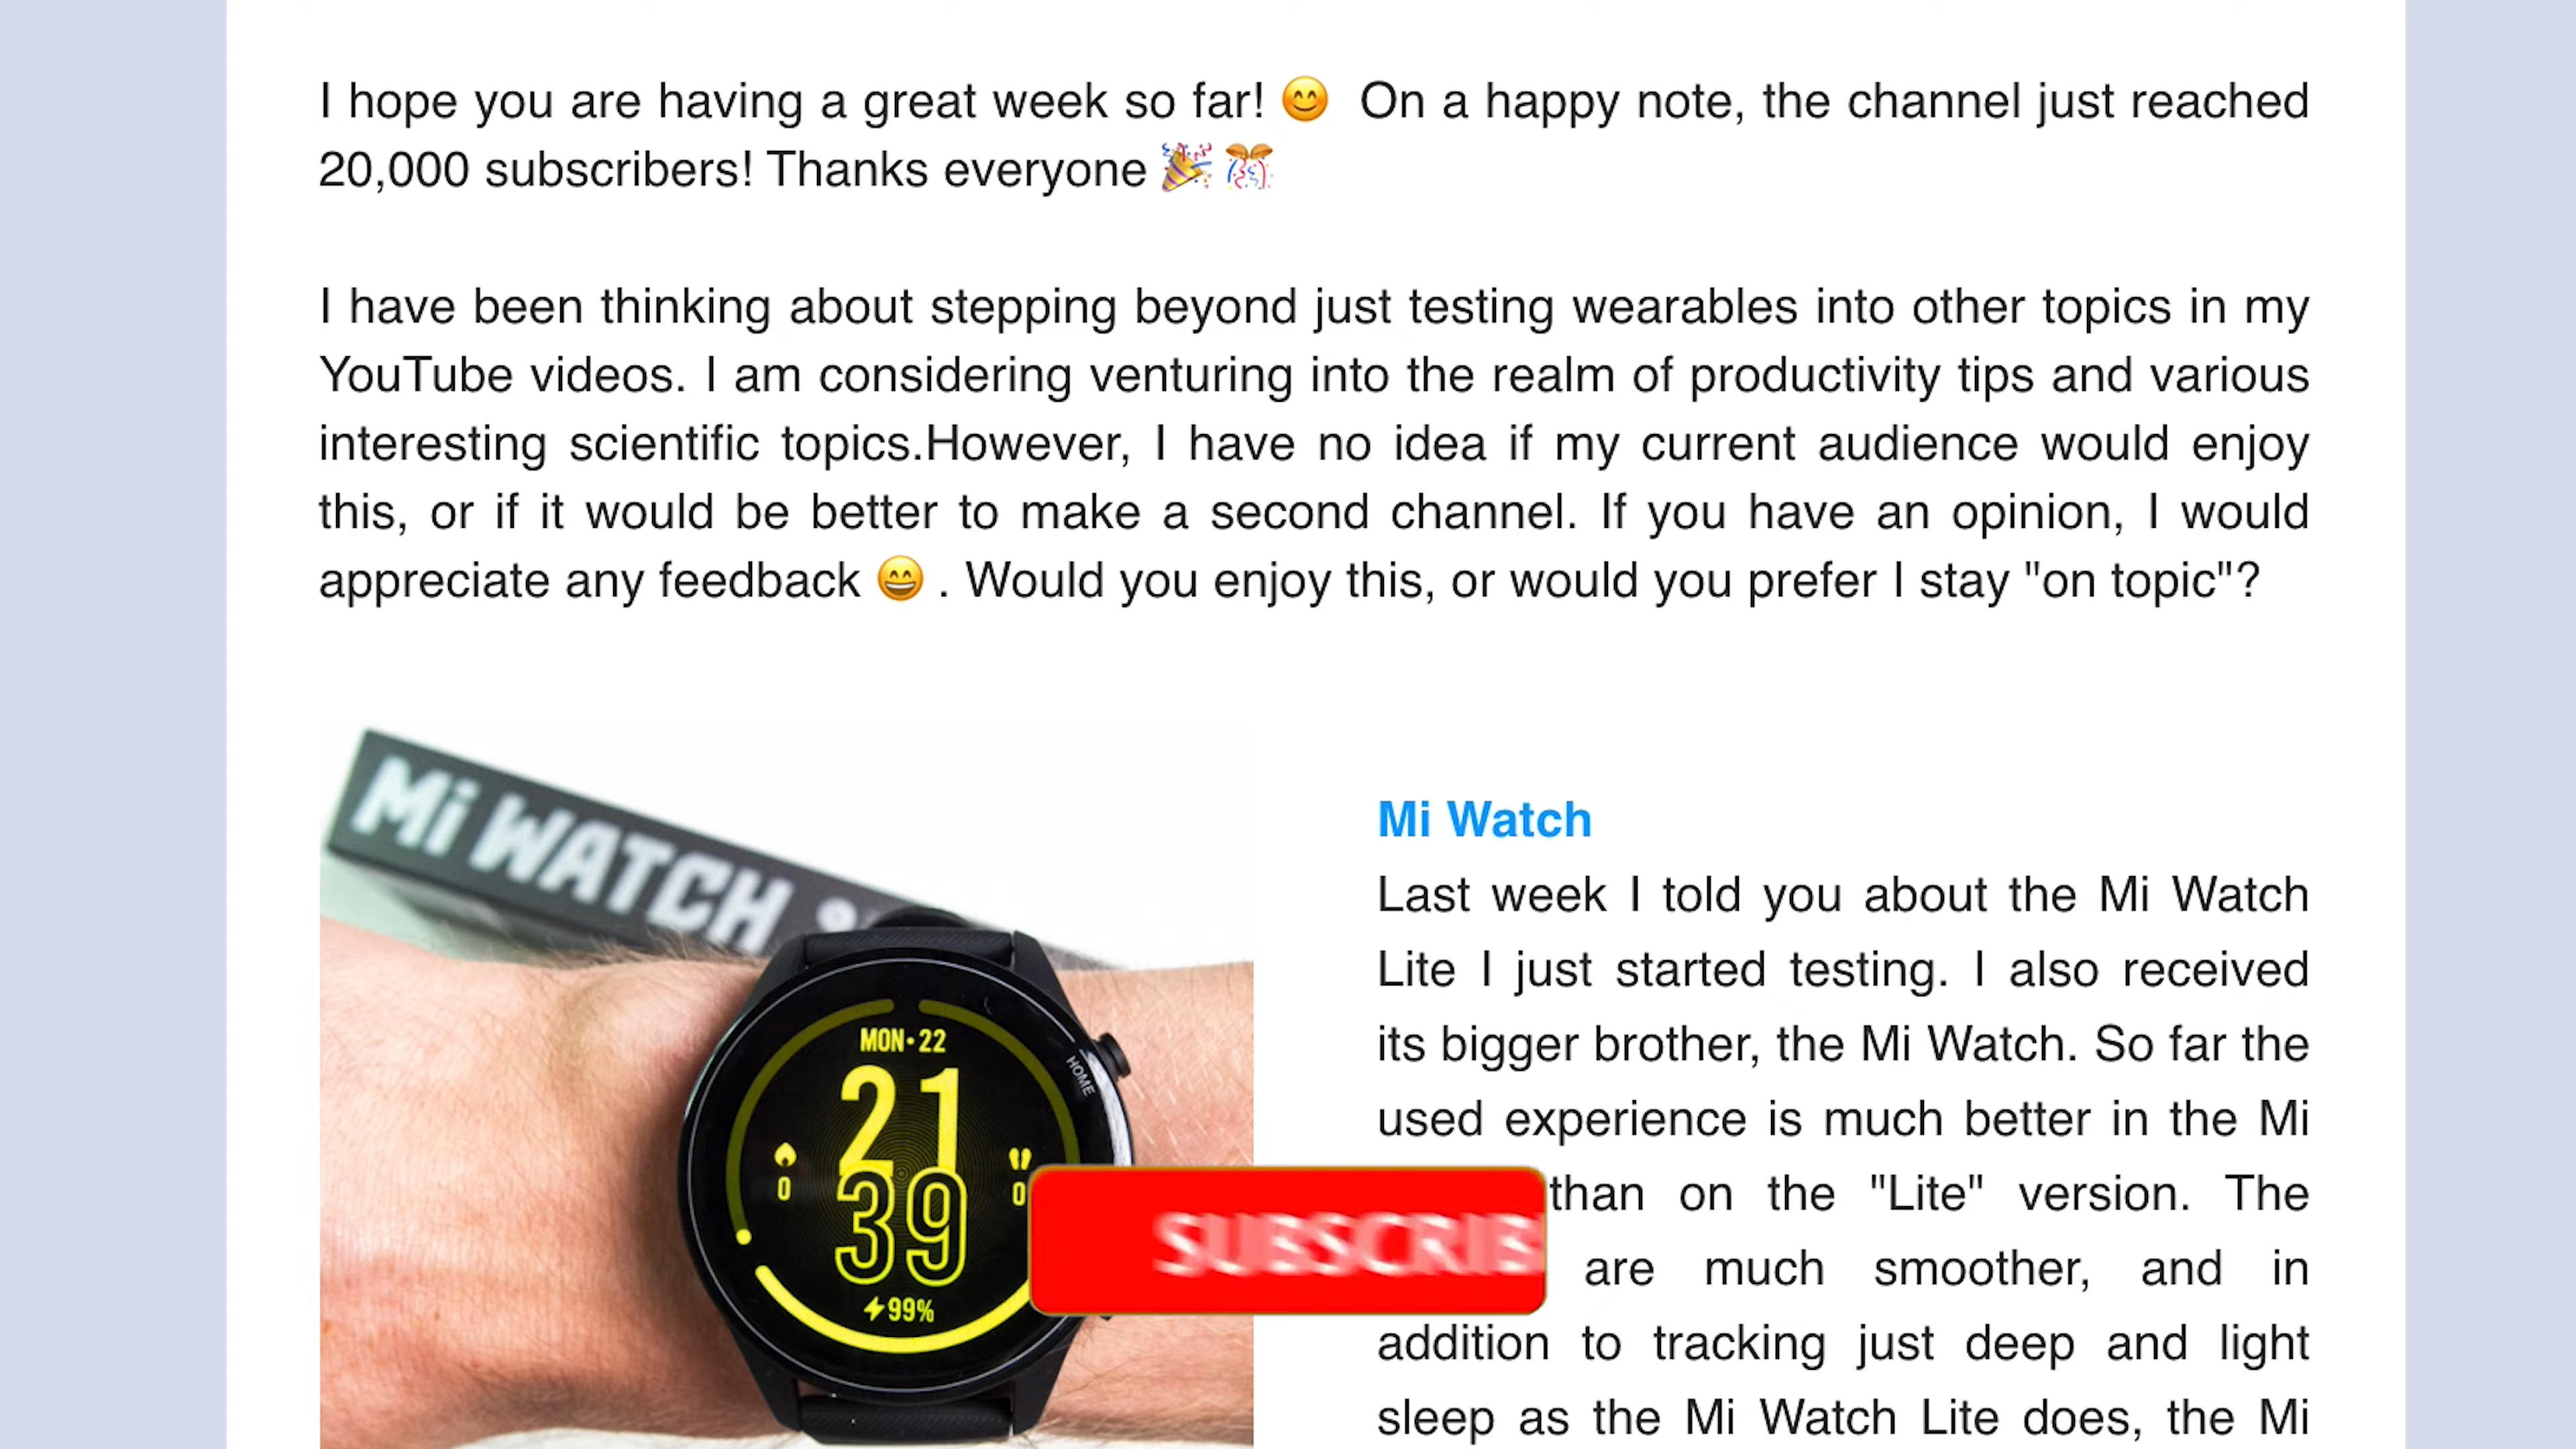 I hope you are having a great week so far! 😊 On a happy note, the channel just reached
20,000 subscribers! Thanks everyone 🎉 🎊
I have been thinking about stepping beyond just testing wearables into other topics in my
YouTube videos. I am considering venturing into the realm of productivity tips and various
interesting scientific topics.However, I have no idea if my current audience would enjoy
this, or if it would be better to make a second channel. If you have an opinion, I would
appreciate any feedback 😄 . Would you enjoy this, or would you prefer I stay "on topic"?
Mi WATCH
MON•22
21
39
0
0
99%
HOME
Mi Watch
Last week I told you about the Mi Watch
Lite I just started testing. I also received
its bigger brother, the Mi Watch. So far the
used experience is much better in the Mi
than on the "Lite" version. The
are much smoother, and in
addition to tracking just deep and light
sleep as the Mi Watch Lite does, the Mi
SUBSCRIB